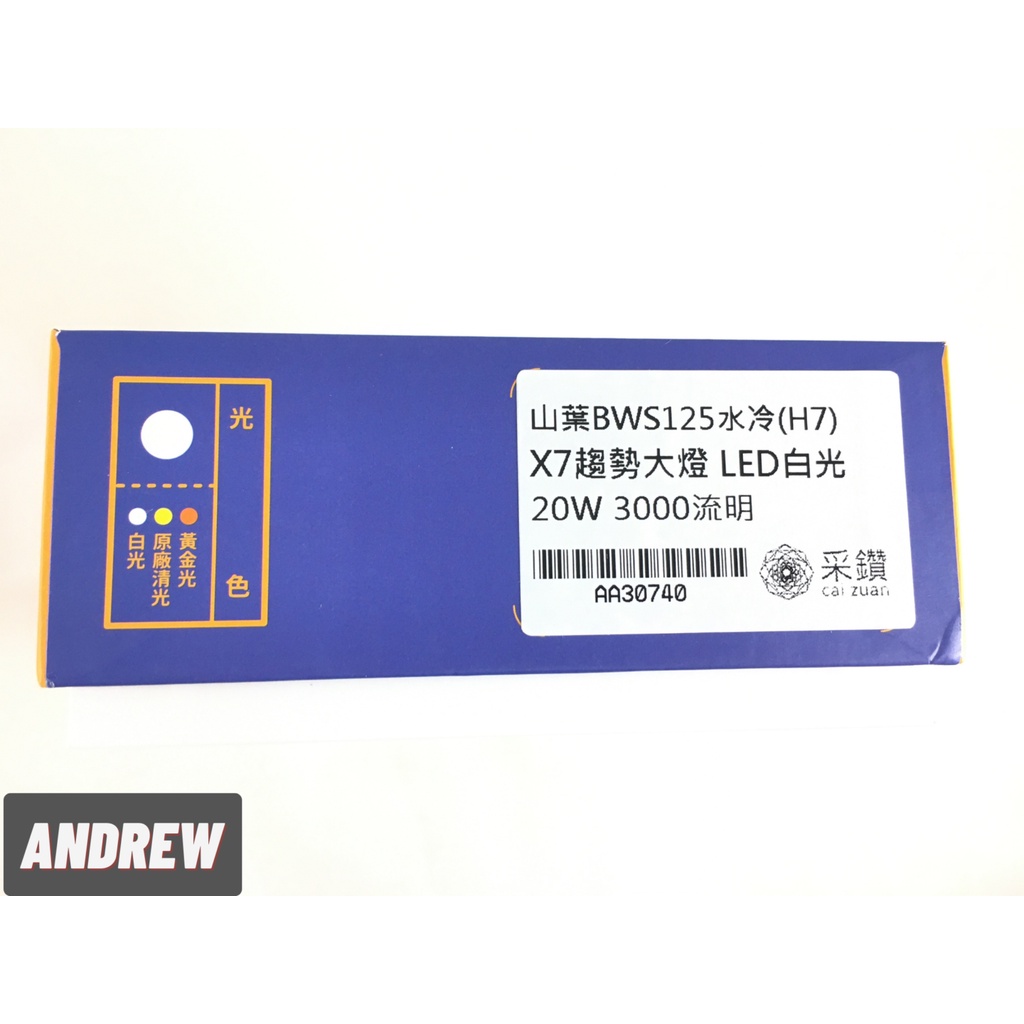 光色
白光
原廠清光
黃金光
山葉BWS125水冷(H7)
X7趨勢大燈 LED白光
20W 3000流明
AA30740
采鑽
cai zuan
ANDREW